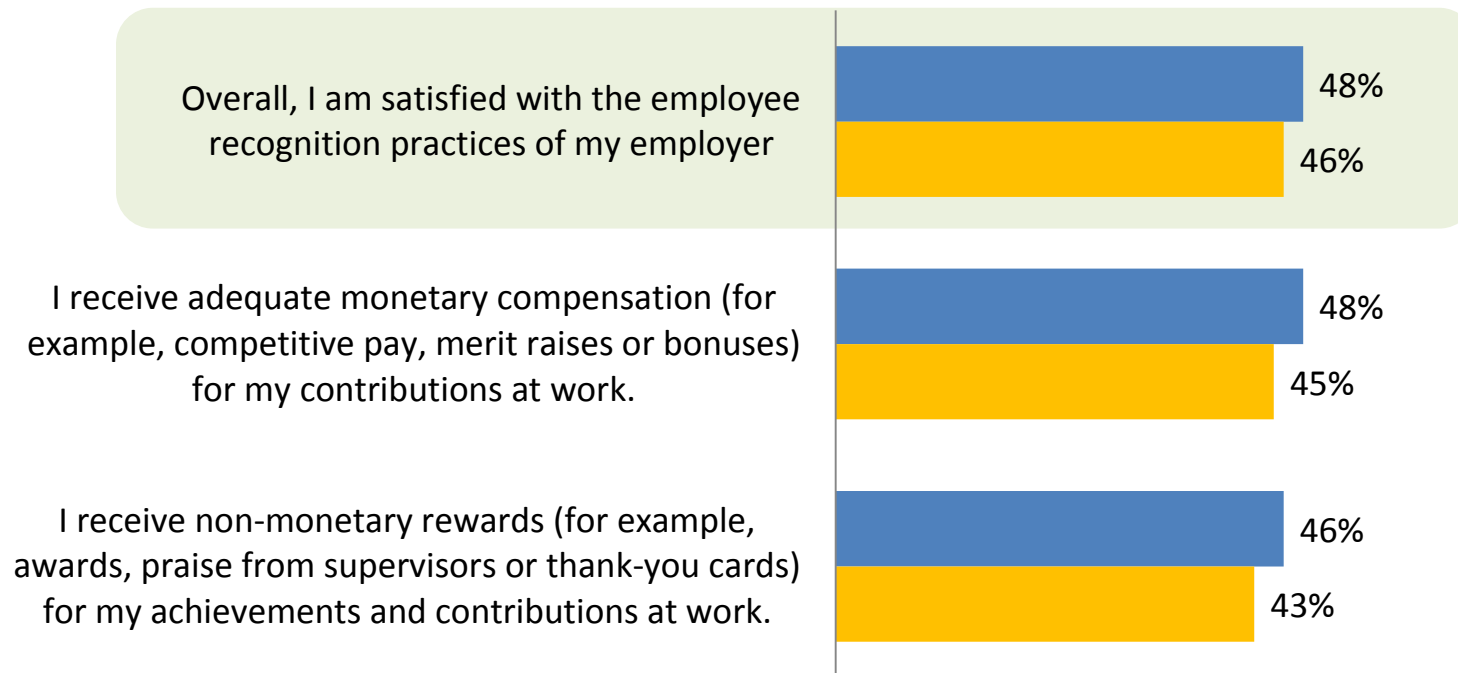 Overall, I am satisfied with the employee
recognition practices of my employer
48%
46%
I receive adequate monetary compensation (for
example, competitive pay, merit raises or bonuses)
for my contributions at work.
48%
45%
I receive non-monetary rewards (for example,
awards, praise from supervisors or thank-you cards)
for my achievements and contributions at work.
46%
43%